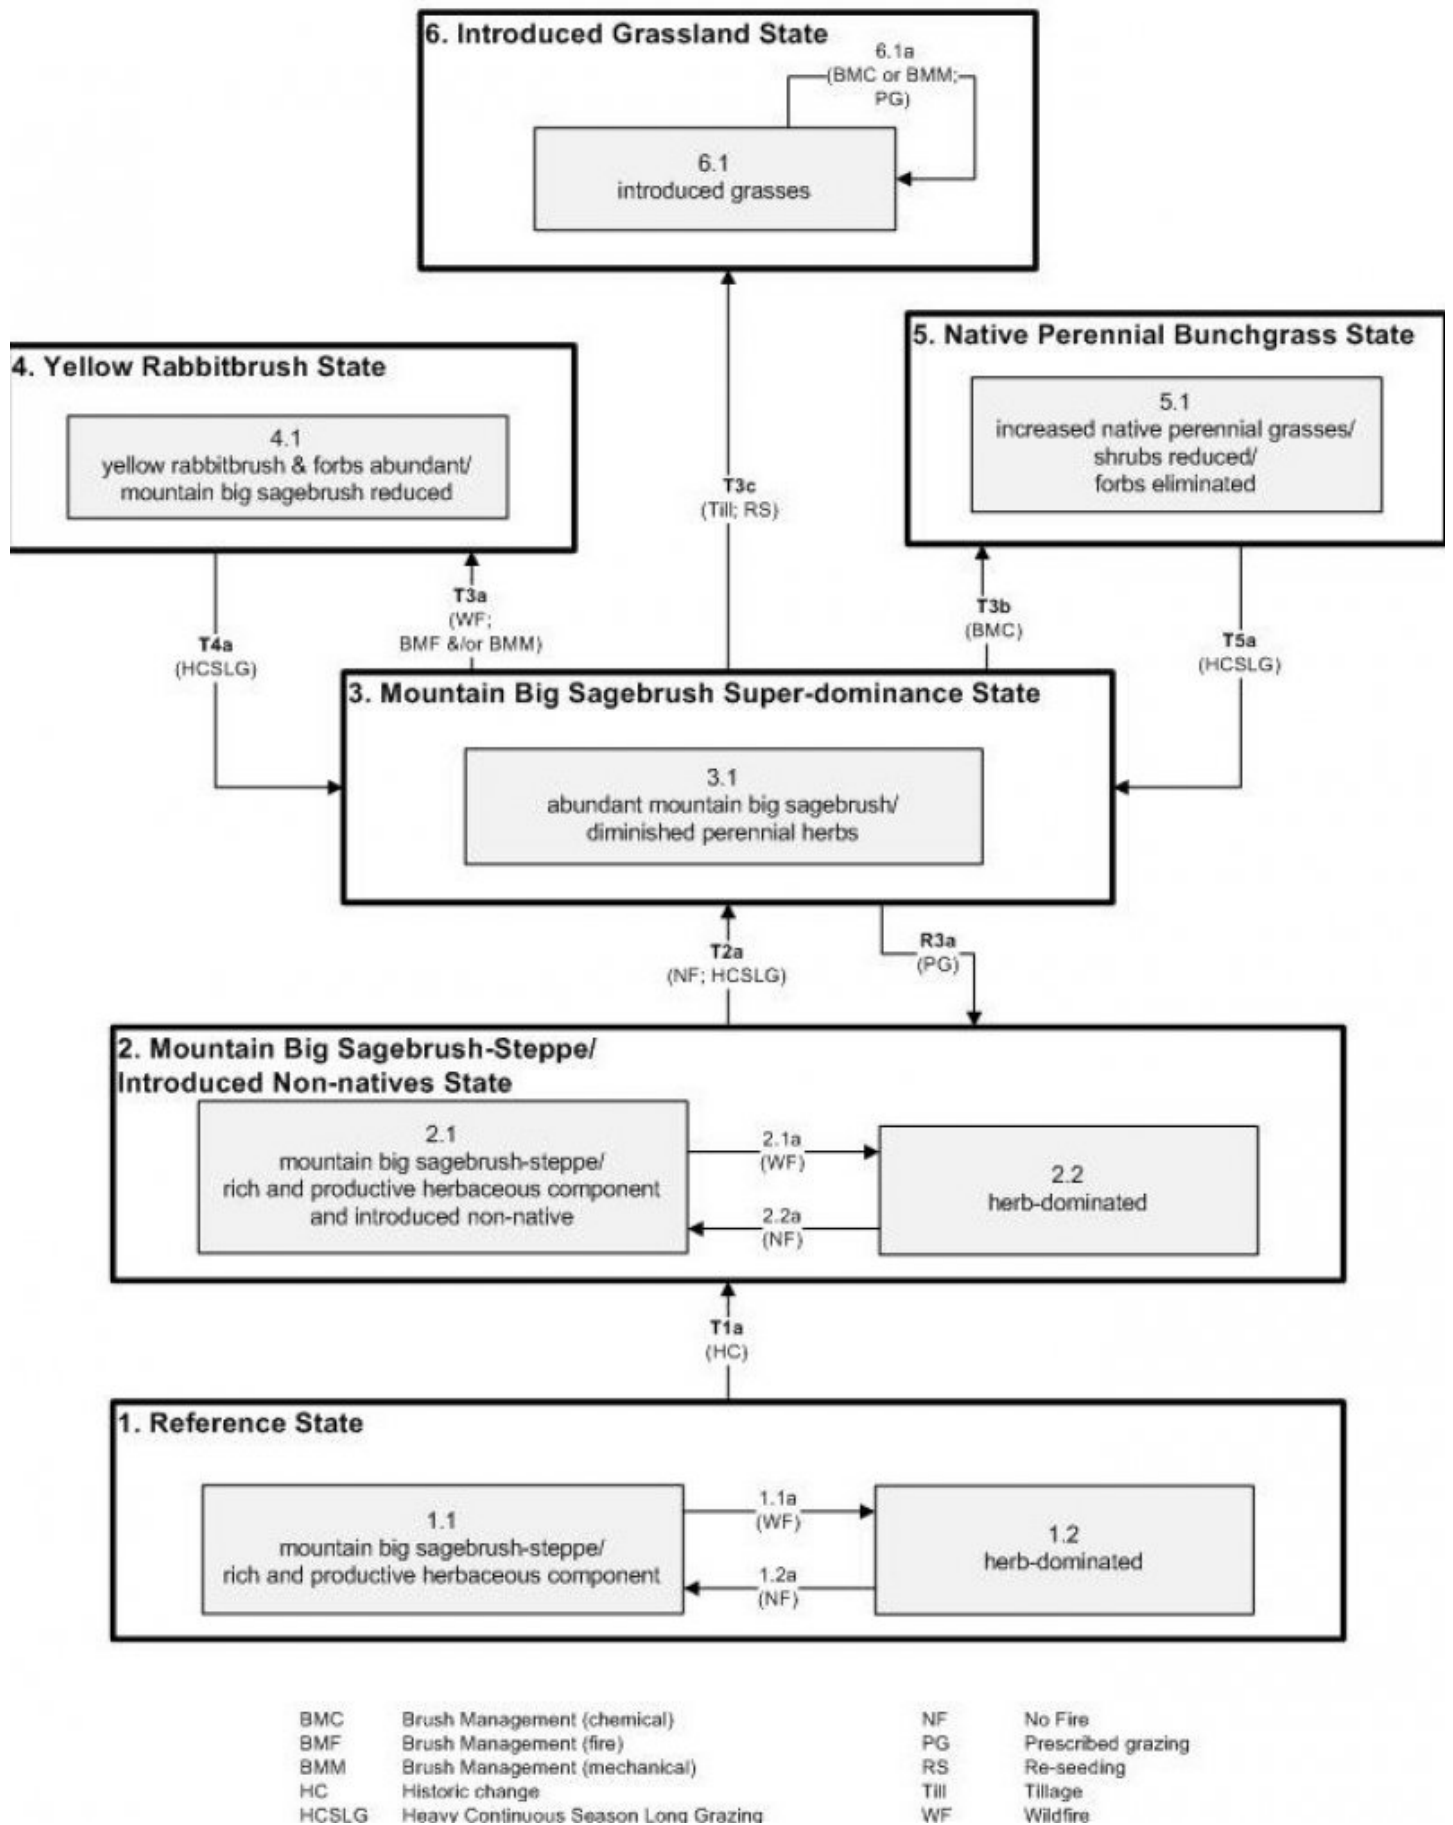 6. Introduced Grassland State
6.1a
(BMC or BMM;
PG)
6.1
introduced grasses
4. Yellow Rabbitbrush State
4.1
yellow rabbitbrush & forbs abundant/
mountain big sagebrush reduced
5. Native Perennial Bunchgrass State
5.1
increased native perennial grasses/
shrubs reduced/
forbs eliminated
T3c
(Till; RS)
T4a
(HCSLG)
T3a
(WF;
BMF &/or BMM)
T3b
(BMC)
T5a
(HCSLG)
3. Mountain Big Sagebrush Super-dominance State
3.1
abundant mountain big sagebrush/
diminished perennial herbs
T2a
(NF; HCSLG)
R3a
(PG)
2. Mountain Big Sagebrush-Steppe/
Introduced Non-natives State
2.1
mountain big sagebrush-steppe/
rich and productive herbaceous component
and introduced non-native
2.1a
(WF)
2.2a
(NF)
2.2
herb-dominated
T1a
(HC)
1. Reference State
1.1
mountain big sagebrush-steppe/
rich and productive herbaceous component
1.1a
(WF)
1.2a
(NF)
1.2
herb-dominated
BMC Brush Management (chemical)
BMF Brush Management (fire)
BMM Brush Management (mechanical)
HC Historic change
HCSLG Heavy Continuous Season Long Grazing
NF No Fire
PG Prescribed grazing
RS Re-seeding
Till Tillage
WF Wildfire